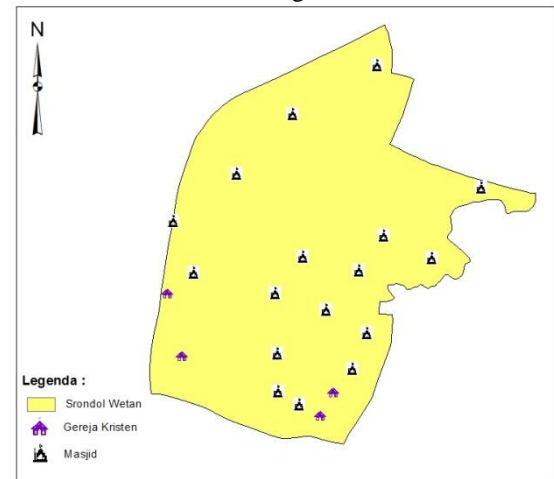 N
Legenda :
Srondol Wetan
Gereja Kristen
Masjid